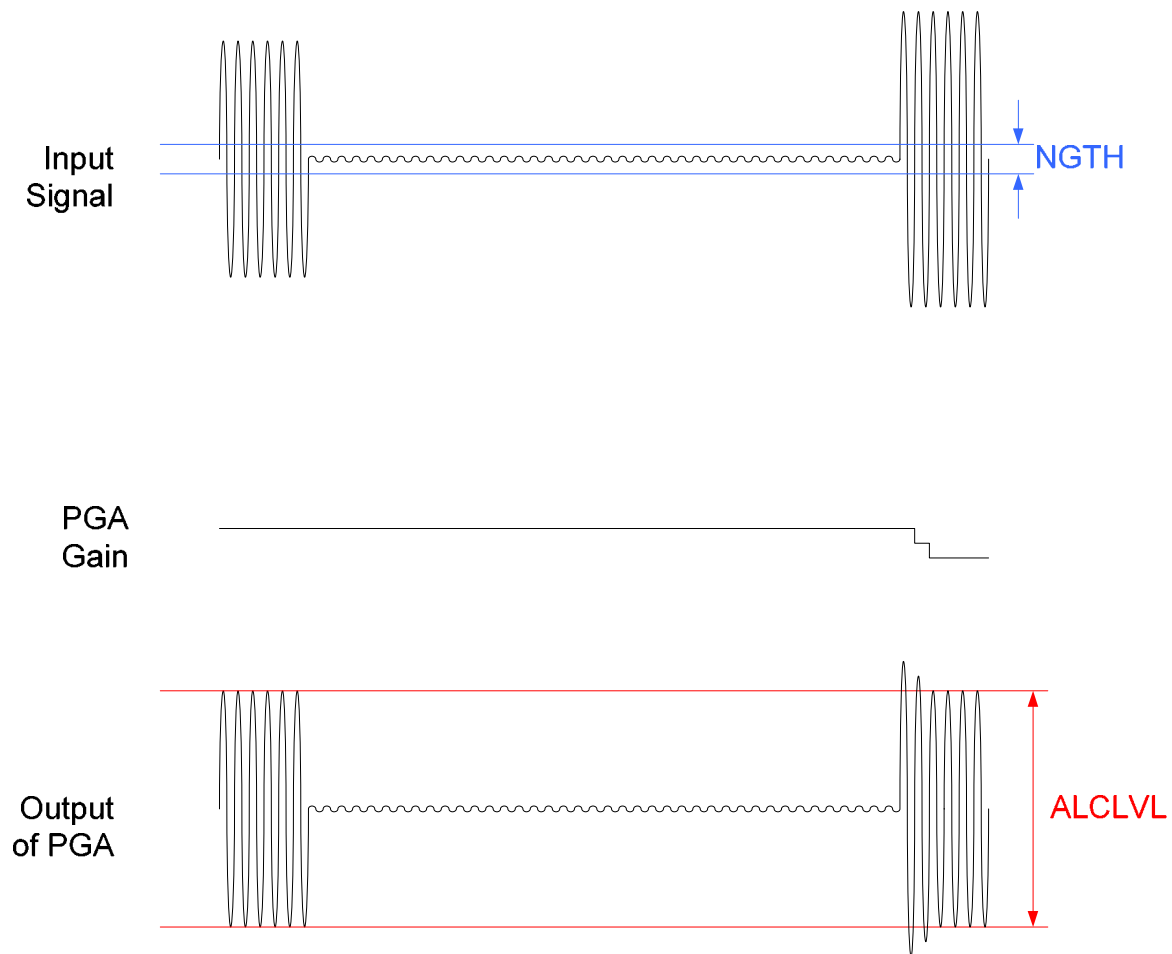 Input
Signal
NGTH
PGA
Gain
Output
of PGA
ALCLVL